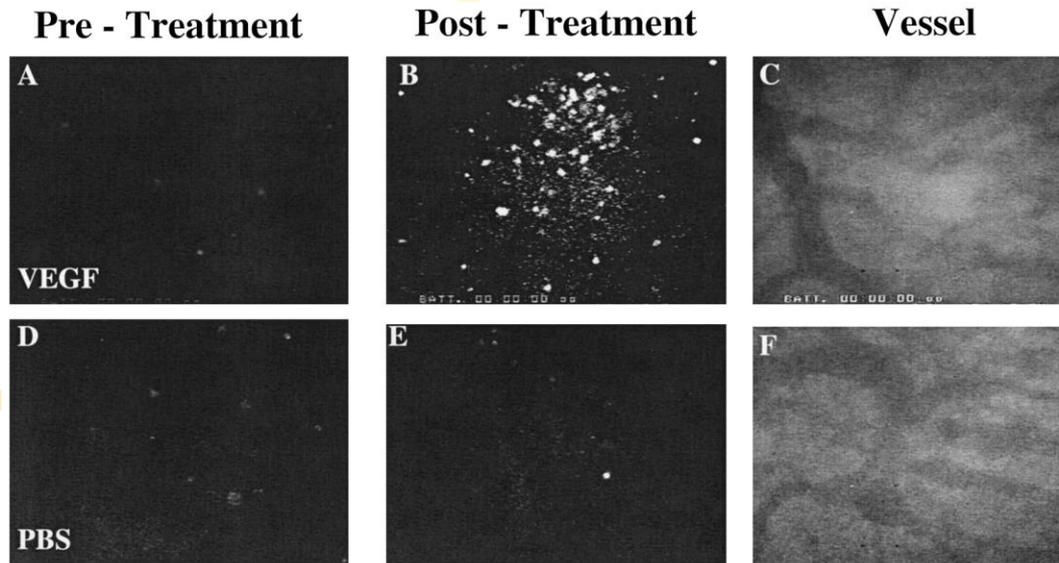 Pre - Treatment Post - Treatment Vessel
A B C
VEGF
BATT. 00:00:00 00 BATT. 00:00:00 00
D E F
PBS